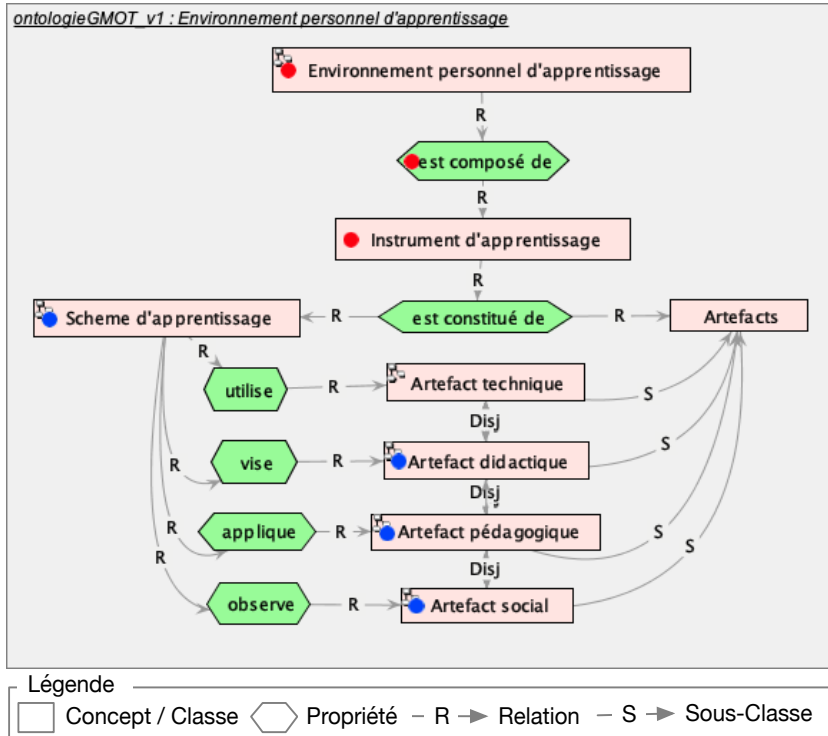 ontologieGMOT_v1 : Environnement personnel d'apprentissage
Environnement personnel d'apprentissage
R
est composé de
R
Instrument d'apprentissage
R
Scheme d'apprentissage
R
est constitué de
R
Artefacts
R
utilise
R
Artefact technique
S
Disj
R
vise
R
Artefact didactique
S
Disj
R
applique
R
Artefact pédagogique
S
Disj
R
observe
R
Artefact social
S
Légende
Concept / Classe Propriété R Relation S Sous-Classe